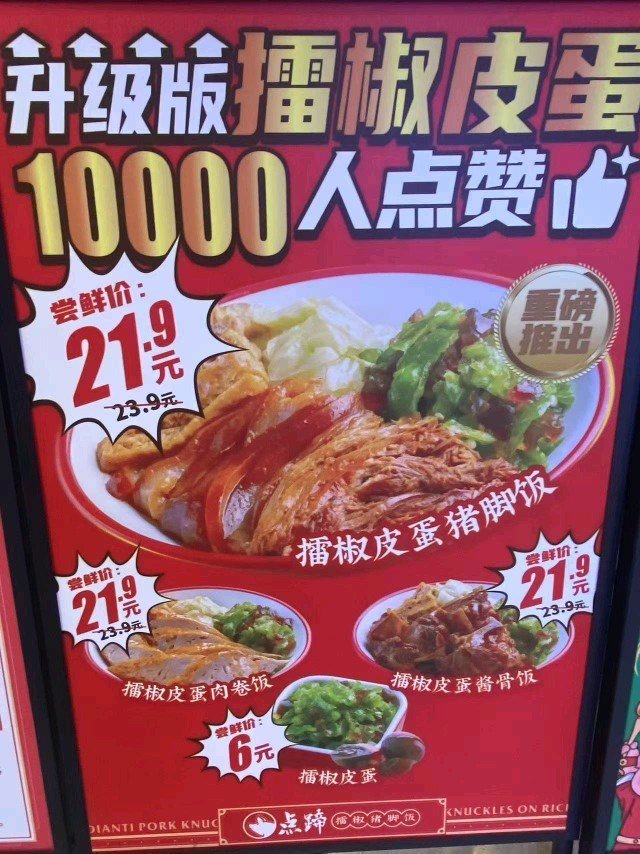 升级版擂椒皮蛋
10000人点赞
尝鲜价:
21.9元
23.9元
重磅
推出
擂椒皮蛋猪脚饭
尝鲜价:
21.9元
23.9元
擂椒皮蛋肉卷饭
尝鲜价:
21.9元
23.9元
擂椒皮蛋酱骨饭
尝鲜价:
6元
擂椒皮蛋
DIANTI PORK KNUC
点蹄 擂椒猪脚饭
KNUCKLES ON RIC